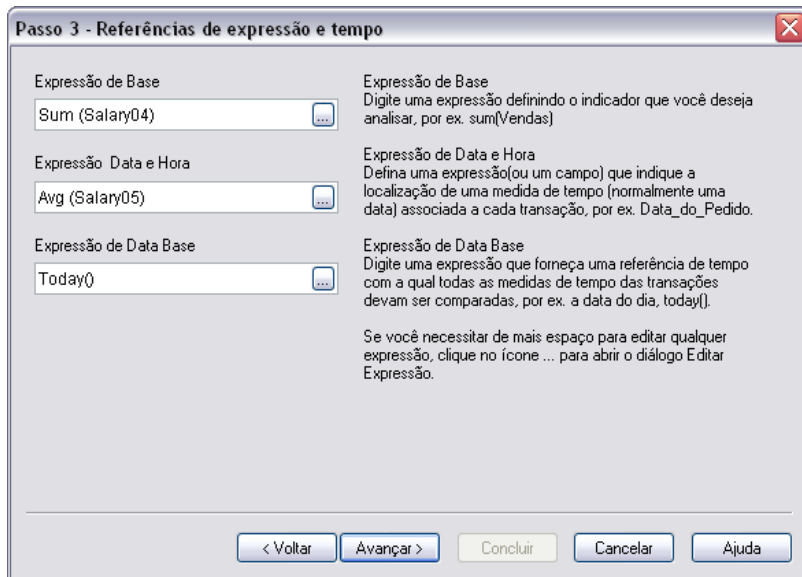 Passo 3 - Referências de expressão e tempo
Expressão de Base
Sum (Salary04)
...
Expressão  Data e Hora
Avg (Salary05)
...
Expressão de Data Base
Today()
...
Expressão de Base
Digite uma expressão definindo o indicador que você deseja
analisar, por ex. sum(Vendas)
Expressão de Data e Hora
Defina uma expressão(ou um campo) que indique a
localização de uma medida de tempo (normalmente uma
data) associada a cada transação, por ex. Data_do_Pedido.
Expressão de Data Base
Digite uma expressão que forneça uma referência de tempo
com a qual todas as medidas de tempo das transações
devam ser comparadas, por ex. a data do dia, today().
Se você necessitar de mais espaço para editar qualquer
expressão, clique no ícone ... para abrir o diálogo Editar
Expressão.
< Voltar
Avançar >
Concluir
Cancelar
Ajuda